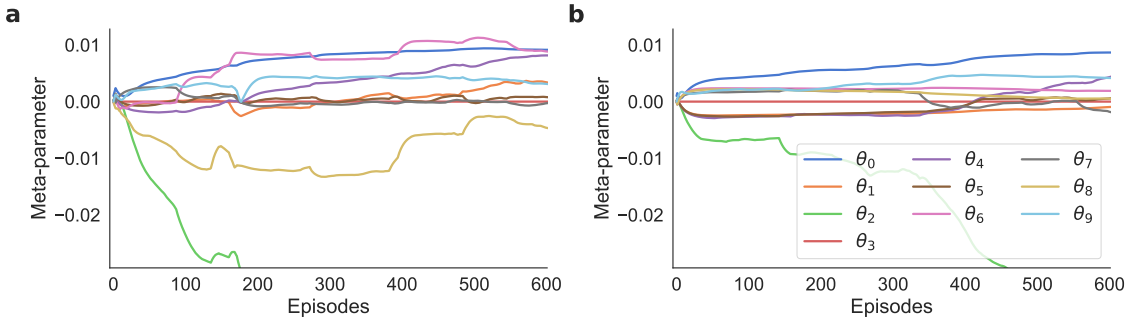 a
Meta-parameter
0.01
0.00
−0.01
−0.02
0 100 200 300 400 500 600
Episodes
b
Meta-parameter
0.01
0.00
−0.01
−0.02
θ0 θ4 θ7
θ1 θ5 θ8
θ2 θ6 θ9
θ3
0 100 200 300 400 500 600
Episodes